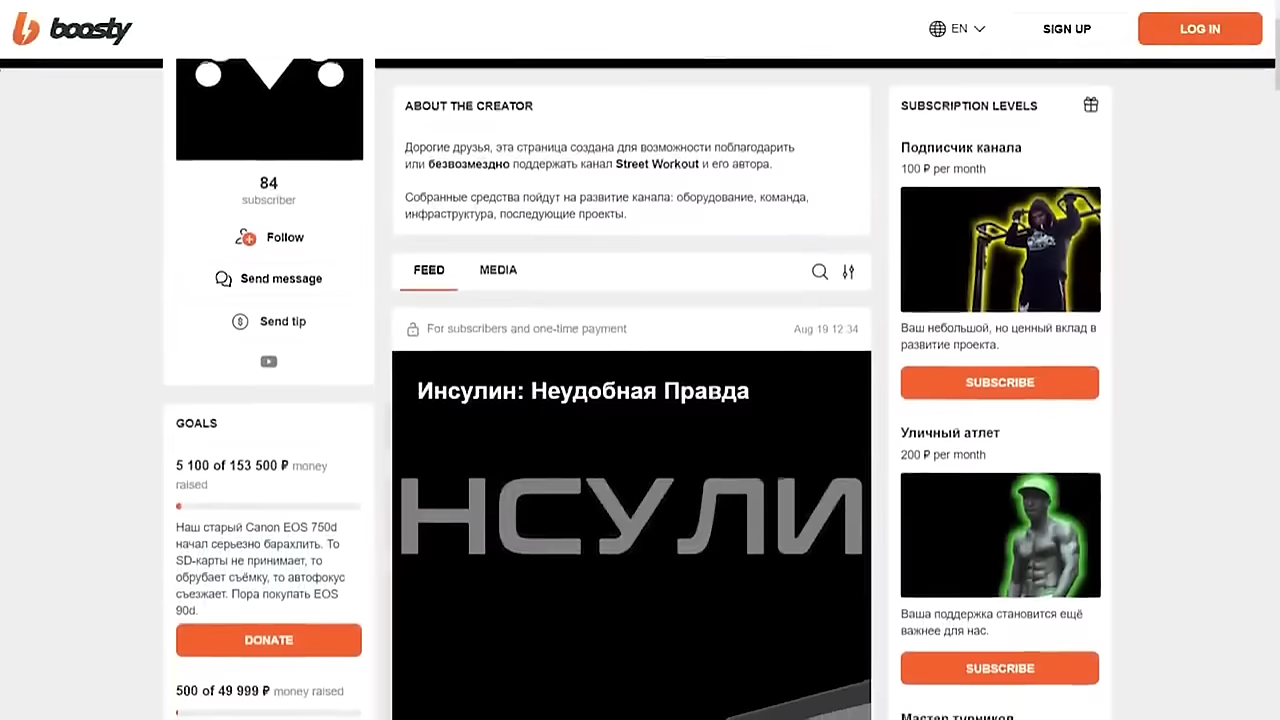 boosty
EN
SIGN UP
LOG IN
84
subscriber
Follow
Send message
Send tip
GOALS
5 100 of 153 500 ₽ money
raised
Наш старый Canon EOS 750d
начал серьезно барахлить. То
SD-карты не принимает, то
обрубает съёмку, то автофокус
съезжает. Пора покупать EOS
90d.
DONATE
500 of 49 999 ₽ money raised
ABOUT THE CREATOR
Дорогие друзья, эта страница создана для возможности поблагодарить
или безвозмездно поддержать канал Street Workout и его автора.
Собранные средства пойдут на развитие канала: оборудование, команда,
инфраструктура, последующие проекты.
FEED
MEDIA
For subscribers and one-time payment
Aug 19 12:34
Инсулин: Неудобная Правда
НСУЛИ
SUBSCRIPTION LEVELS
Подписчик канала
100 ₽ per month
Ваш небольшой, но ценный вклад в
развитие проекта.
SUBSCRIBE
Уличный атлет
200 ₽ per month
Ваша поддержка становится ещё
важнее для нас.
SUBSCRIBE
Мастер турников